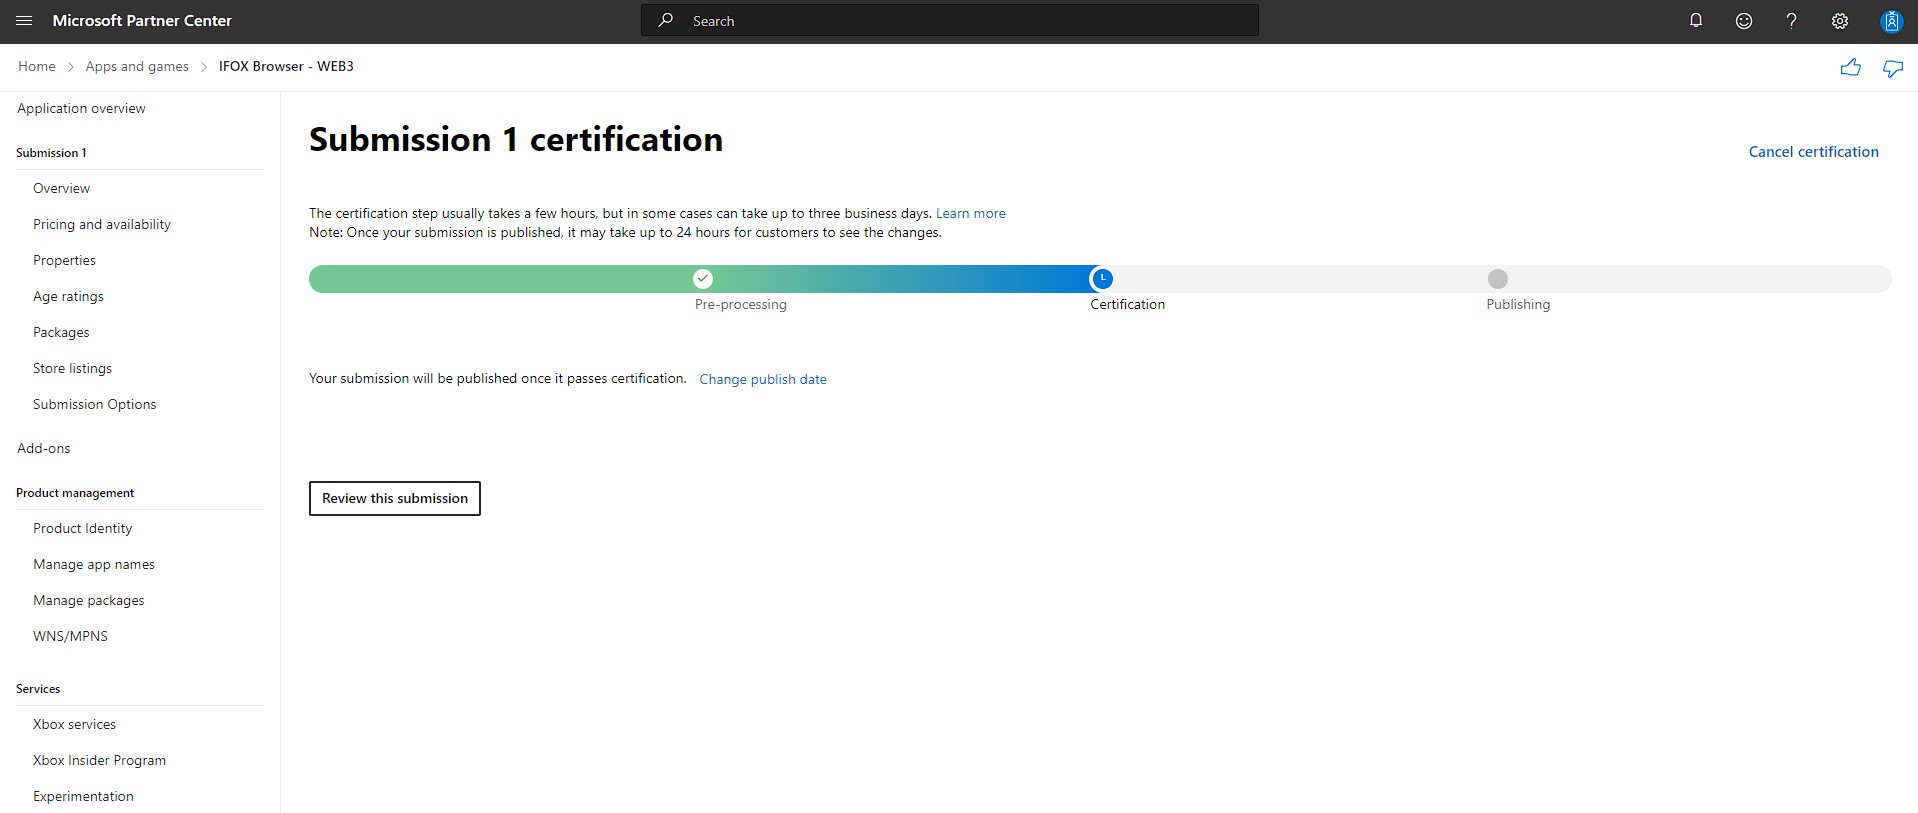 Microsoft Partner Center
Search
Home > Apps and games > IFOX Browser - WEB3
Application overview
Submission 1
Overview
Pricing and availability
Properties
Age ratings
Packages
Store listings
Submission Options
Add-ons
Product management
Product Identity
Manage app names
Manage packages
WNS/MPNS
Services
Xbox services
Xbox Insider Program
Experimentation
Submission 1 certification
Cancel certification
The certification step usually takes a few hours, but in some cases can take up to three business days. Learn more
Note: Once your submission is published, it may take up to 24 hours for customers to see the changes.
Pre-processing
Certification
Publishing
Your submission will be published once it passes certification. Change publish date
Review this submission